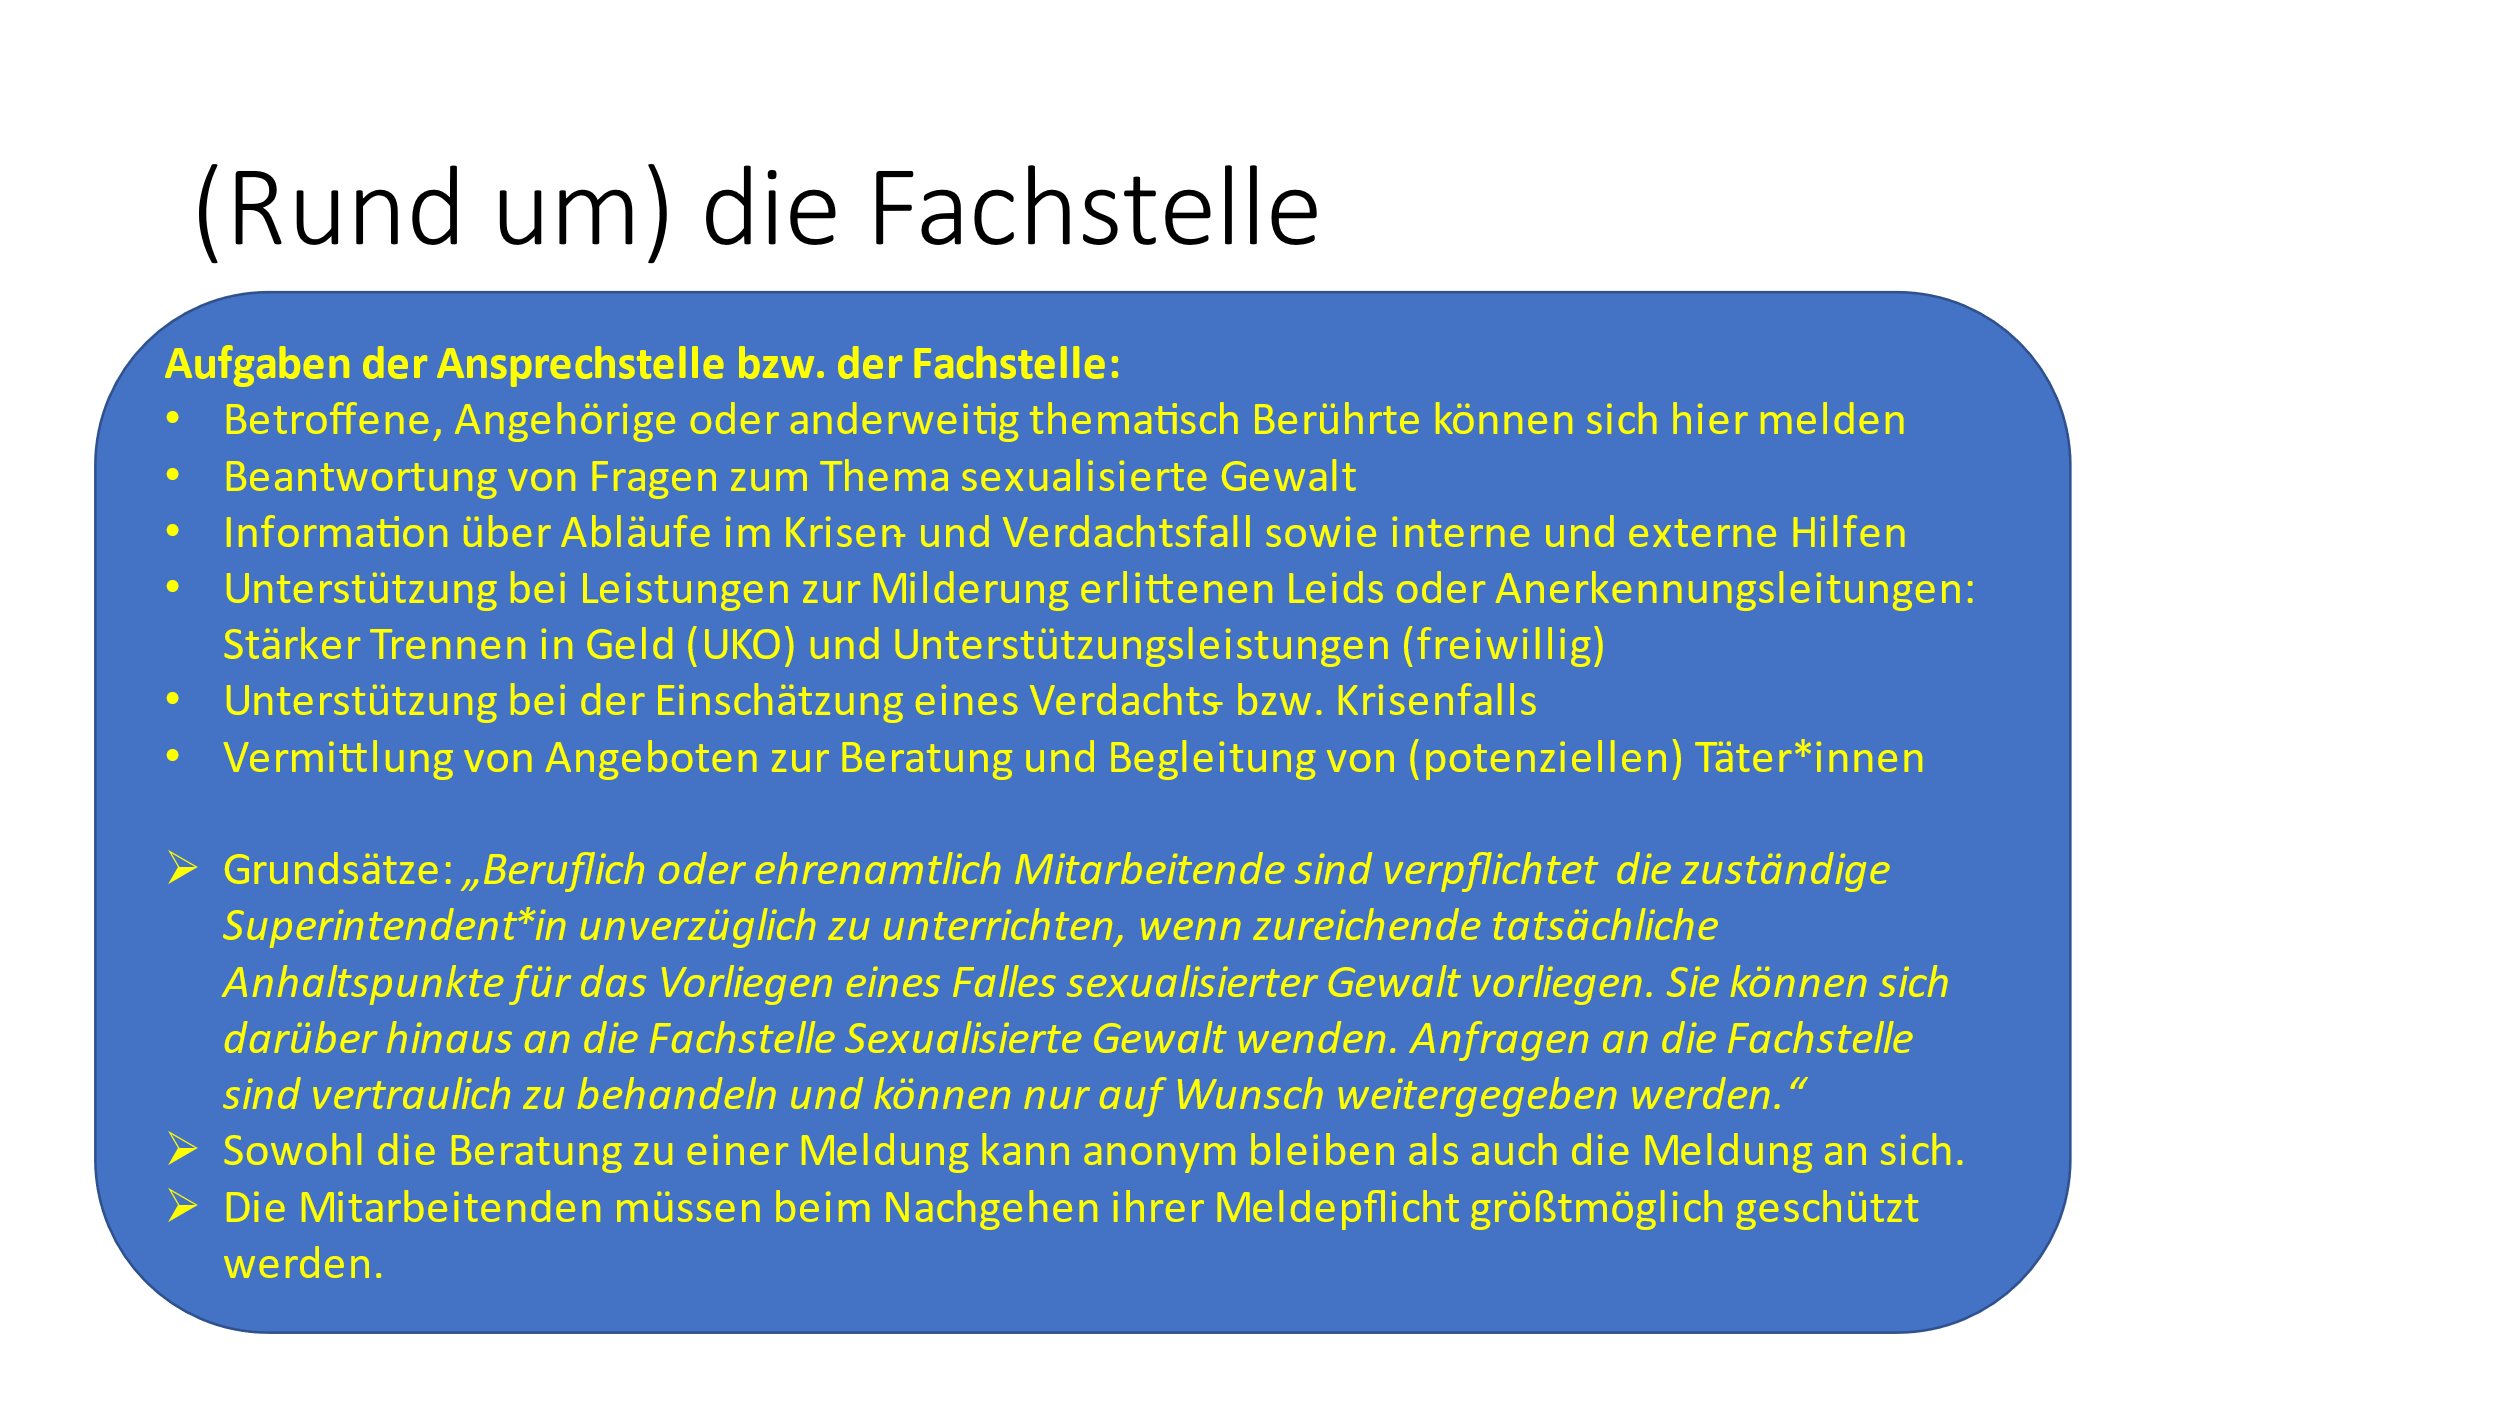 (Rund um) die Fachstelle
Aufgaben der Ansprechstelle bzw. der Fachstelle:
• Betroffene, Angehörige oder anderweitig thematisch Berührte können sich hier melden
• Beantwortung von Fragen zum Thema sexualisierte Gewalt
• Information über Abläufe im Krisen- und Verdachtsfall sowie interne und externe Hilfen
• Unterstützung bei Leistungen zur Milderung erlittenen Leids oder Anerkennungsleitungen:
Stärker Trennen in Geld (UKO) und Unterstützungsleistungen (freiwillig)
• Unterstützung bei der Einschätzung eines Verdachts- bzw. Krisenfalls
• Vermittlung von Angeboten zur Beratung und Begleitung von (potenziellen) Täter*innen
➢ Grundsätze: „Beruflich oder ehrenamtlich Mitarbeitende sind verpflichtet die zuständige
Superintendent*in unverzüglich zu unterrichten, wenn zureichende tatsächliche
Anhaltspunkte für das Vorliegen eines Falles sexualisierter Gewalt vorliegen. Sie können sich
darüber hinaus an die Fachstelle Sexualisierte Gewalt wenden. Anfragen an die Fachstelle
sind vertraulich zu behandeln und können nur auf Wunsch weitergegeben werden.“
➢ Sowohl die Beratung zu einer Meldung kann anonym bleiben als auch die Meldung an sich.
➢ Die Mitarbeitenden müssen beim Nachgehen ihrer Meldepflicht größtmöglich geschützt
werden.